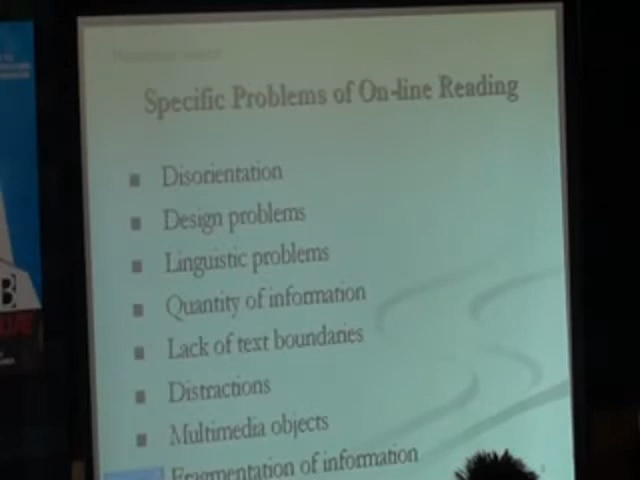 Specific Problems of On-line Reading
Disorientation
Design problems
Linguistic problems
Quantity of information
Lack of text boundaries
Distractions
Multimedia objects
Fragmentation of information